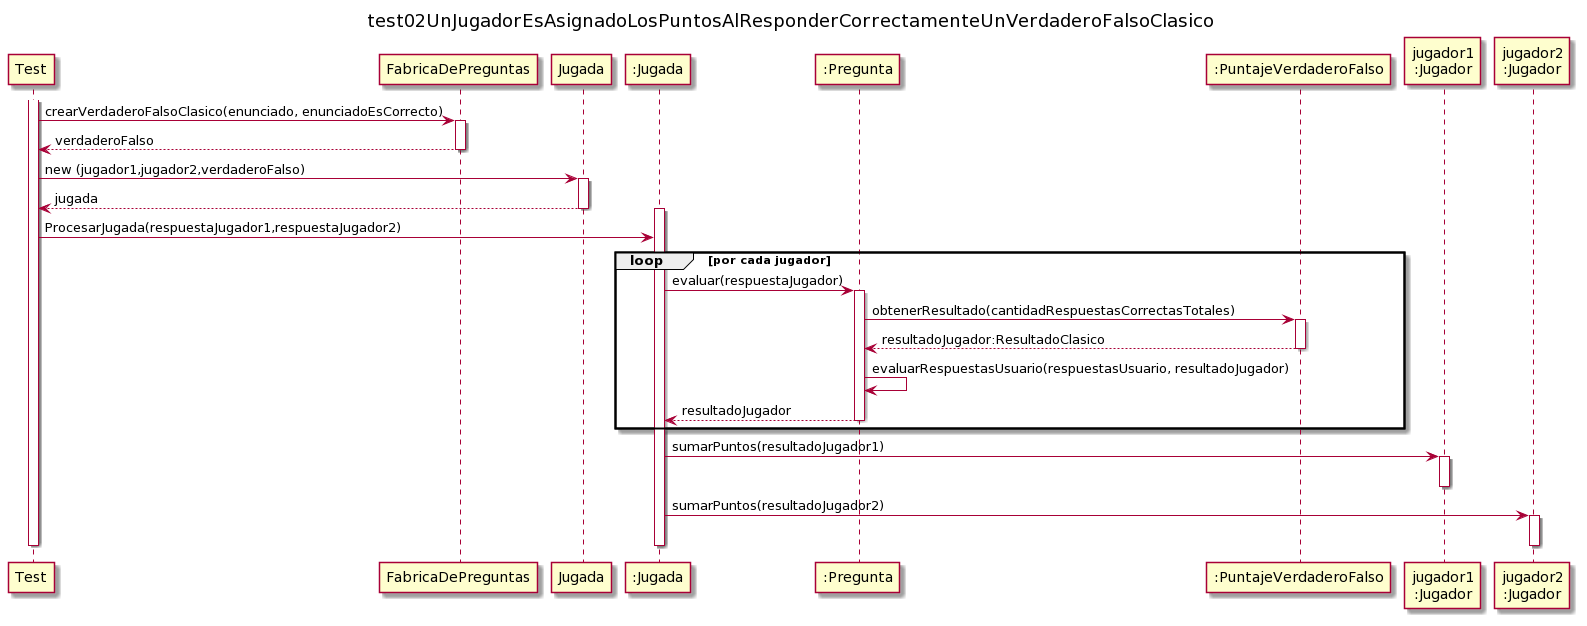 test02UnJugadorEsAsignadoLosPuntosAlResponderCorrectamenteUnVerdaderoFalsoClasico
Test
FabricaDePreguntas
Jugada
:Jugada
:Pregunta
:PuntajeVerdaderoFalso
jugador1
:Jugador
jugador2
:Jugador
crearVerdaderoFalsoClasico(enunciado, enunciadoEsCorrecto)
verdaderoFalso
new (jugador1,jugador2,verdaderoFalso)
jugada
ProcesarJugada(respuestaJugador1,respuestaJugador2)
loop [por cada jugador]
evaluar(respuestaJugador)
obtenerResultado(cantidadRespuestasCorrectasTotales)
resultadoJugador:ResultadoClasico
evaluarRespuestasUsuario(respuestasUsuario, resultadoJugador)
resultadoJugador
sumarPuntos(resultadoJugador1)
sumarPuntos(resultadoJugador2)
Test
FabricaDePreguntas
Jugada
:Jugada
:Pregunta
:PuntajeVerdaderoFalso
jugador1
:Jugador
jugador2
:Jugador